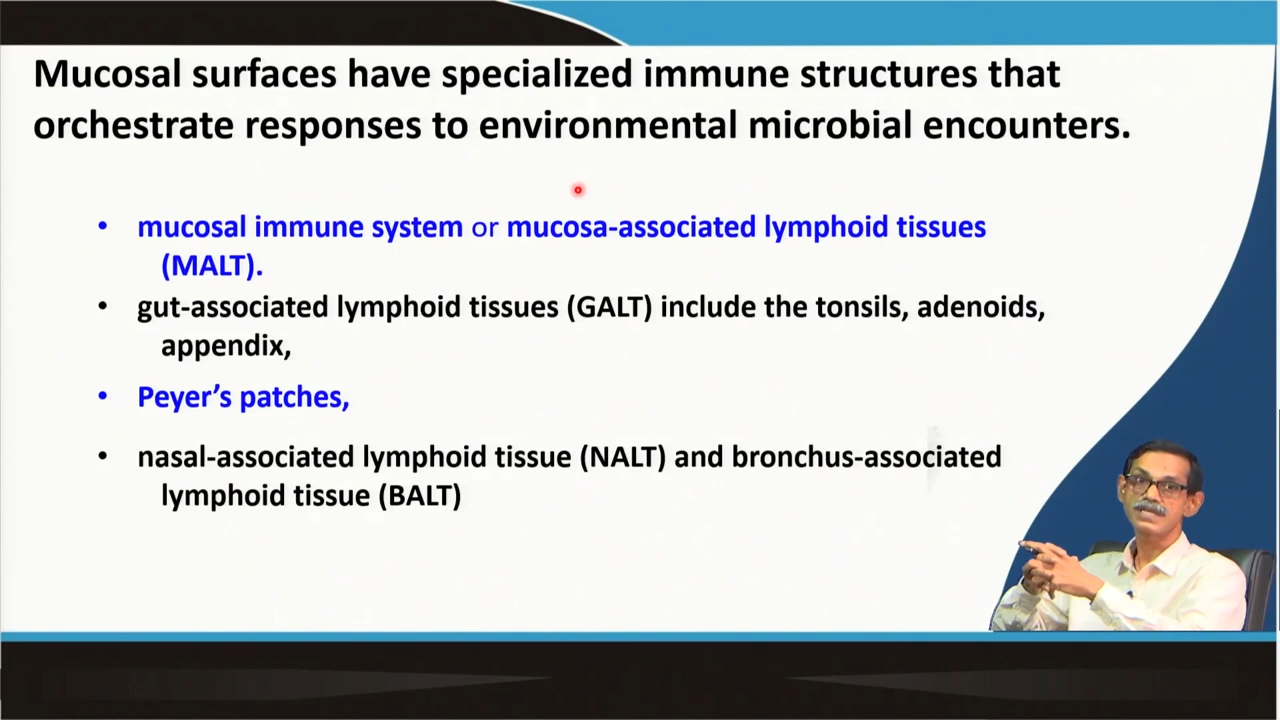 Mucosal surfaces have specialized immune structures that
orchestrate responses to environmental microbial encounters.
• mucosal immune system or mucosa-associated lymphoid tissues
(MALT).
• gut-associated lymphoid tissues (GALT) include the tonsils, adenoids,
appendix,
• Peyer’s patches,
• nasal-associated lymphoid tissue (NALT) and bronchus-associated
lymphoid tissue (BALT)